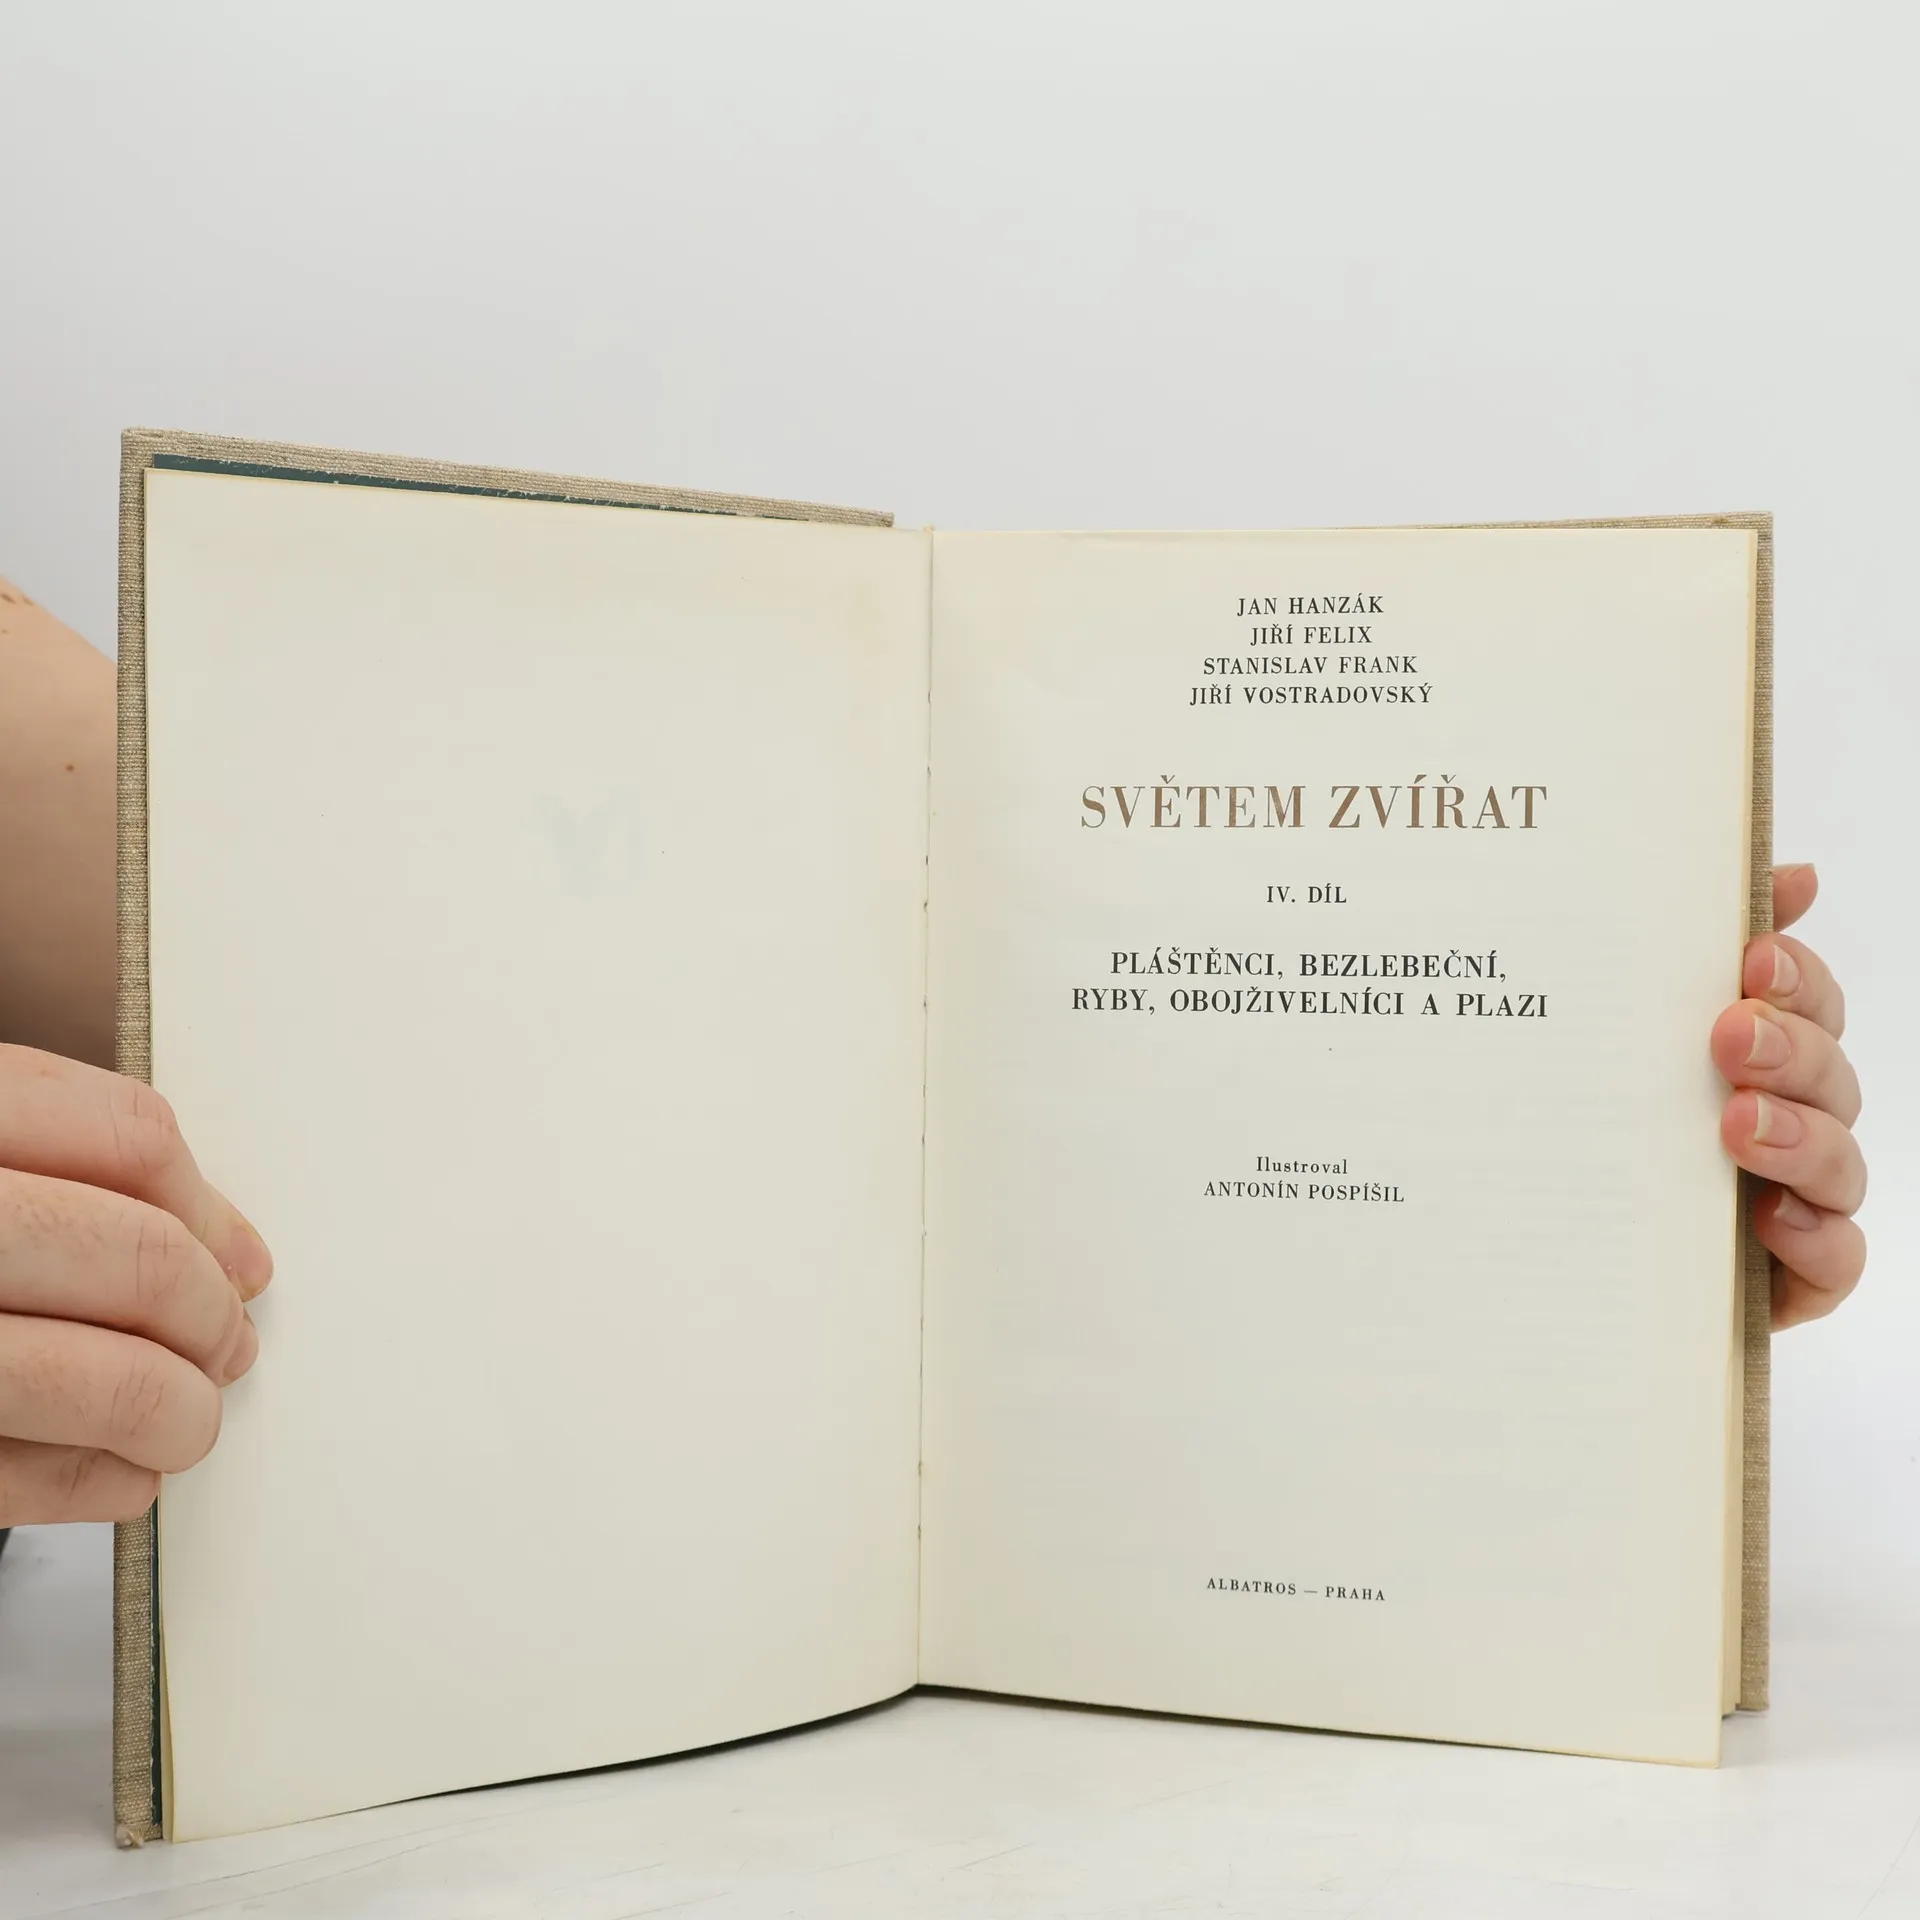 JAN HANZÁK
JIŘÍ FELIX
STANISLAV FRANK
JIŘÍ VOSTRADOVSKÝ
SVĚTEM ZVÍŘAT
IV. DÍL
PLÁŠTĚNCI, BEZLEBEČNÍ,
RYBY, OBOJŽIVELNÍCI A PLAZI
Ilustroval
ANTONÍN POSPÍŠIL
ALBATROS — PRAHA